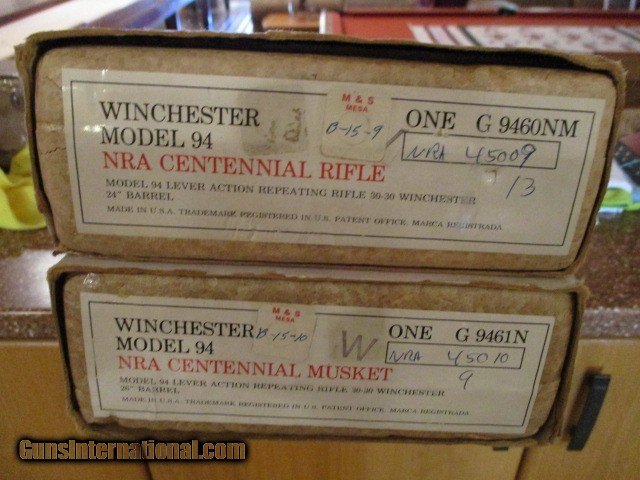 WINCHESTER
MODEL 94
NRA CENTENNIAL RIFLE
MODEL 94 LEVER ACTION REPEATING RIFLE 30-30 WINCHESTER
24" BARREL
MADE IN U.S.A. TRADEMARK REGISTERED IN U.S. PATENT OFFICE. MARCA REGISTRADA
M & S
MESA
B-15-9
ONE G 9460NM
NRA 45009
13
WINCHESTER
MODEL 94
NRA CENTENNIAL MUSKET
MODEL 94 LEVER ACTION REPEATING RIFLE 30-30 WINCHESTER
26" BARREL
MADE IN U.S.A. TRADEMARK REGISTERED IN U.S. PATENT OFFICE. MARCA REGISTRADA
M & S
MESA
B-15-10
W
ONE G 9461N
NRA 45010
9
GunsInternational.com